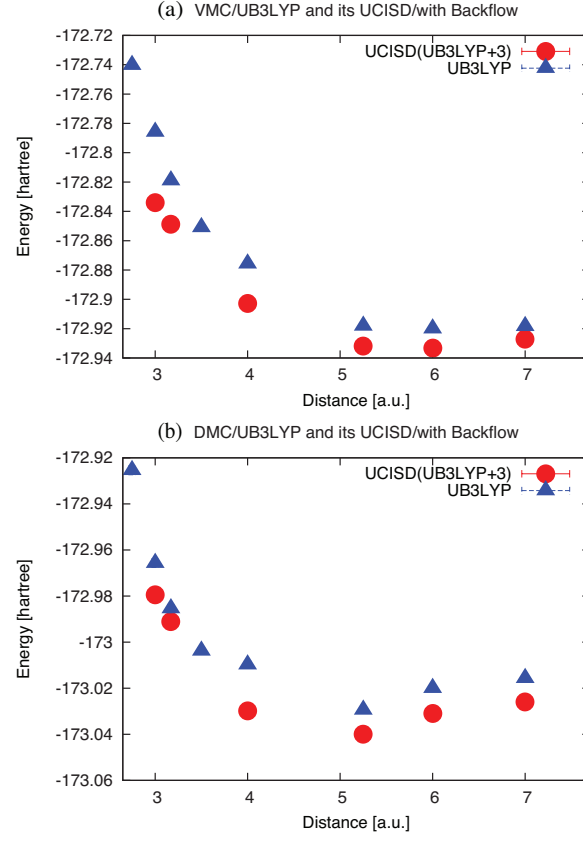 (a) VMC/UB3LYP and its UCISD/with Backflow
UCISD(UB3LYP+3)
UB3LYP
Energy [hartree]
-172.72
-172.74
-172.76
-172.78
-172.8
-172.82
-172.84
-172.86
-172.88
-172.9
-172.92
-172.94
3 4 5 6 7
Distance [a.u.]
(b) DMC/UB3LYP and its UCISD/with Backflow
UCISD(UB3LYP+3)
UB3LYP
Energy [hartree]
-172.92
-172.94
-172.96
-172.98
-173
-173.02
-173.04
-173.06
3 4 5 6 7
Distance [a.u.]